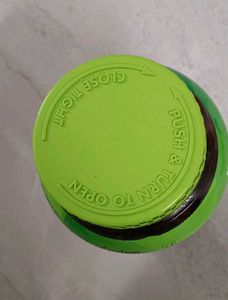 CLOSE TIGHT
PUSH & TURN TO OPEN